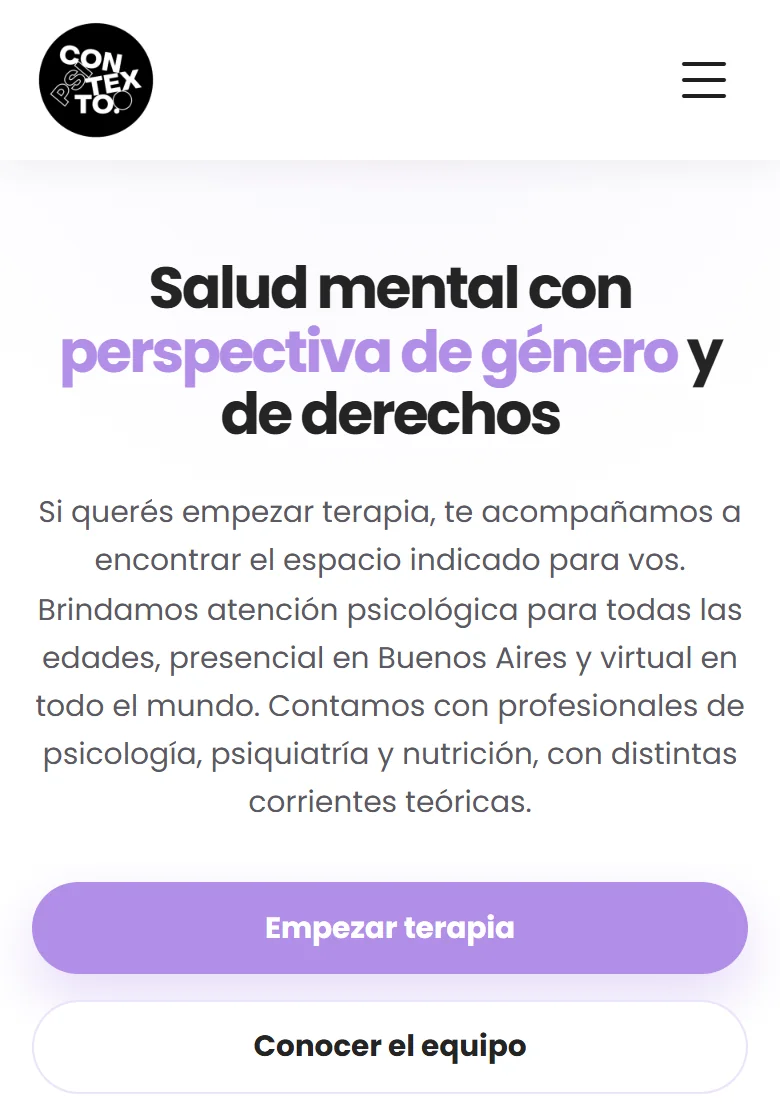 CON
PSI
TEX
TO.
Salud mental con
perspectiva de género y
de derechos
Si querés empezar terapia, te acompañamos a
encontrar el espacio indicado para vos.
Brindamos atención psicológica para todas las
edades, presencial en Buenos Aires y virtual en
todo el mundo. Contamos con profesionales de
psicología, psiquiatría y nutrición, con distintas
corrientes teóricas.
Empezar terapia
Conocer el equipo